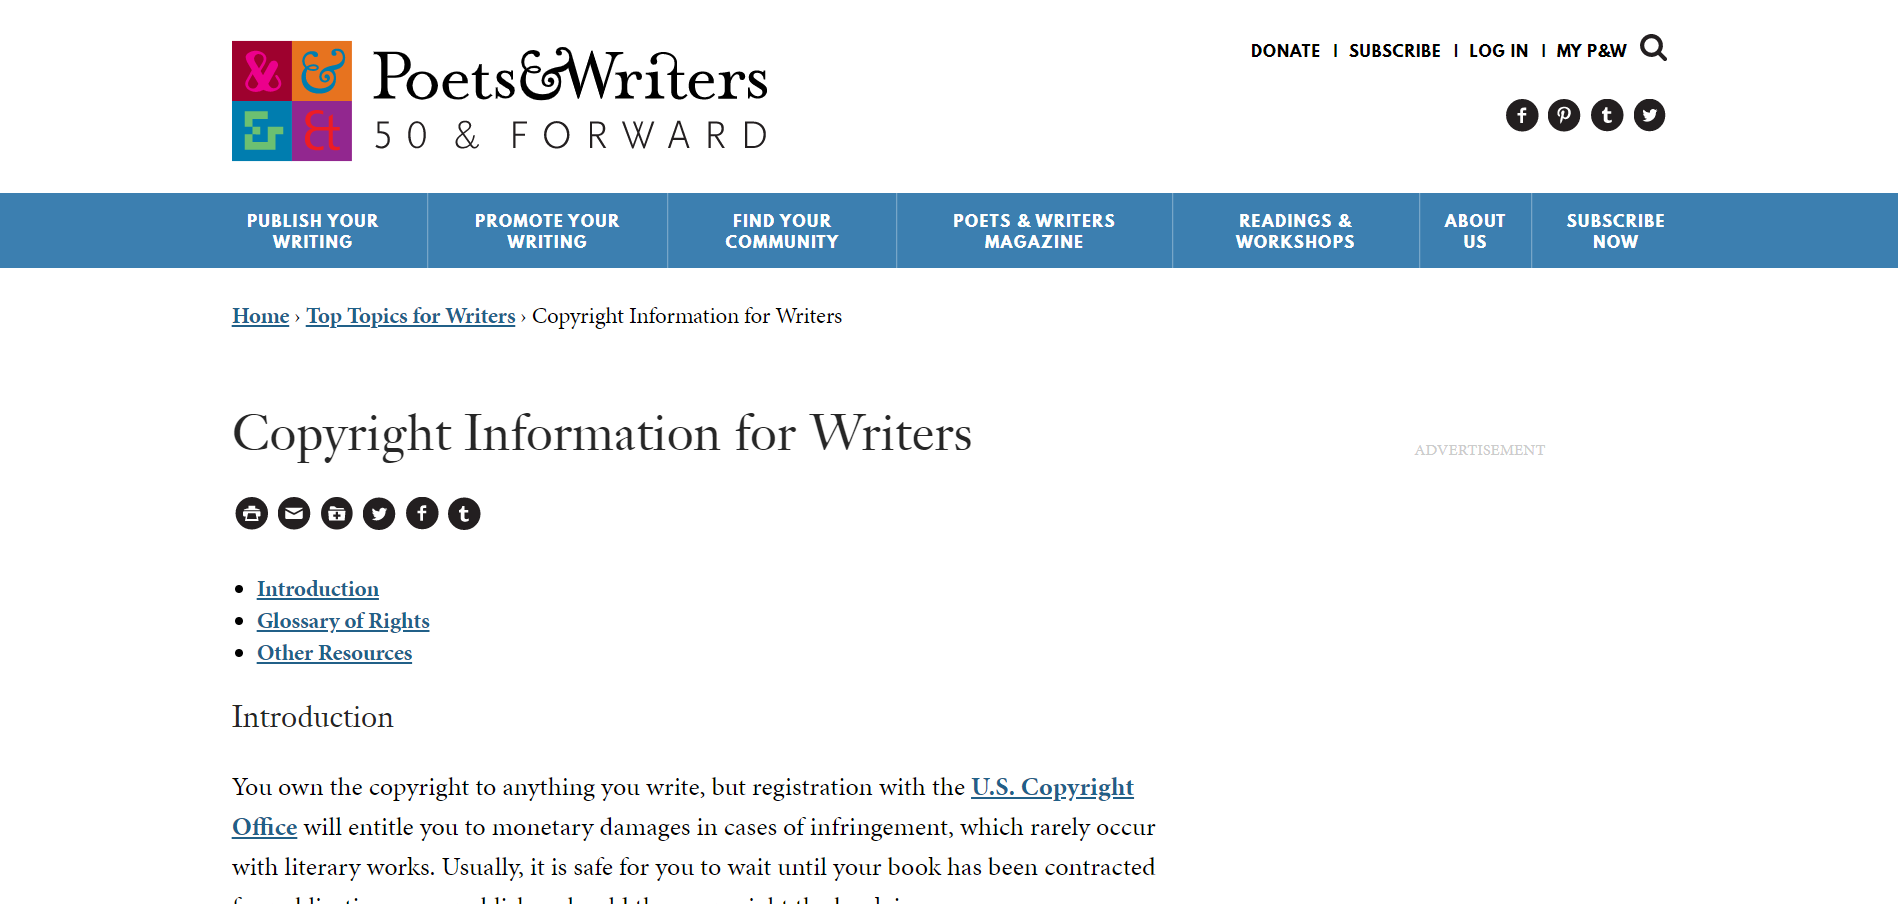 Poets&Writers
50 & FORWARD
DONATE | SUBSCRIBE | LOG IN | MY P&W
PUBLISH YOUR
WRITING
PROMOTE YOUR
WRITING
FIND YOUR
COMMUNITY
POETS & WRITERS
MAGAZINE
READINGS &
WORKSHOPS
ABOUT
US
SUBSCRIBE
NOW
Home › Top Topics for Writers › Copyright Information for Writers
Copyright Information for Writers
ADVERTISEMENT
• Introduction
• Glossary of Rights
• Other Resources
Introduction
You own the copyright to anything you write, but registration with the U.S. Copyright
Office will entitle you to monetary damages in cases of infringement, which rarely occur
with literary works. Usually, it is safe for you to wait until your book has been contracted